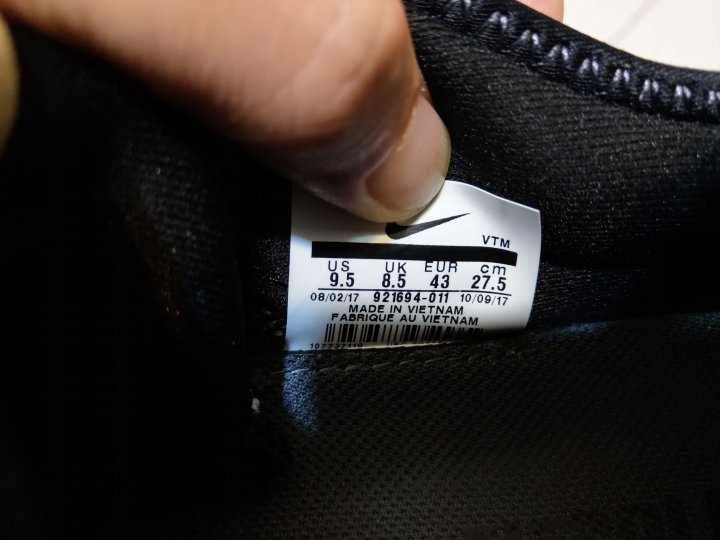 VTM
US UK EUR cm
9.5 8.5 43 27.5
08/02/17 921694-011 10/09/17
MADE IN VIETNAM
FABRIQUE AU VIETNAM